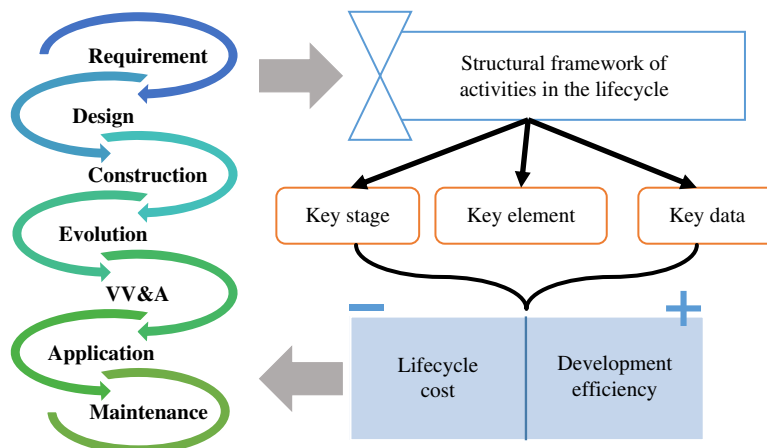 Requirement
Design
Construction
Evolution
VV&A
Application
Maintenance
Structural framework of
activities in the lifecycle
Key stage
Key element
Key data
Lifecycle
cost
Development
efficiency